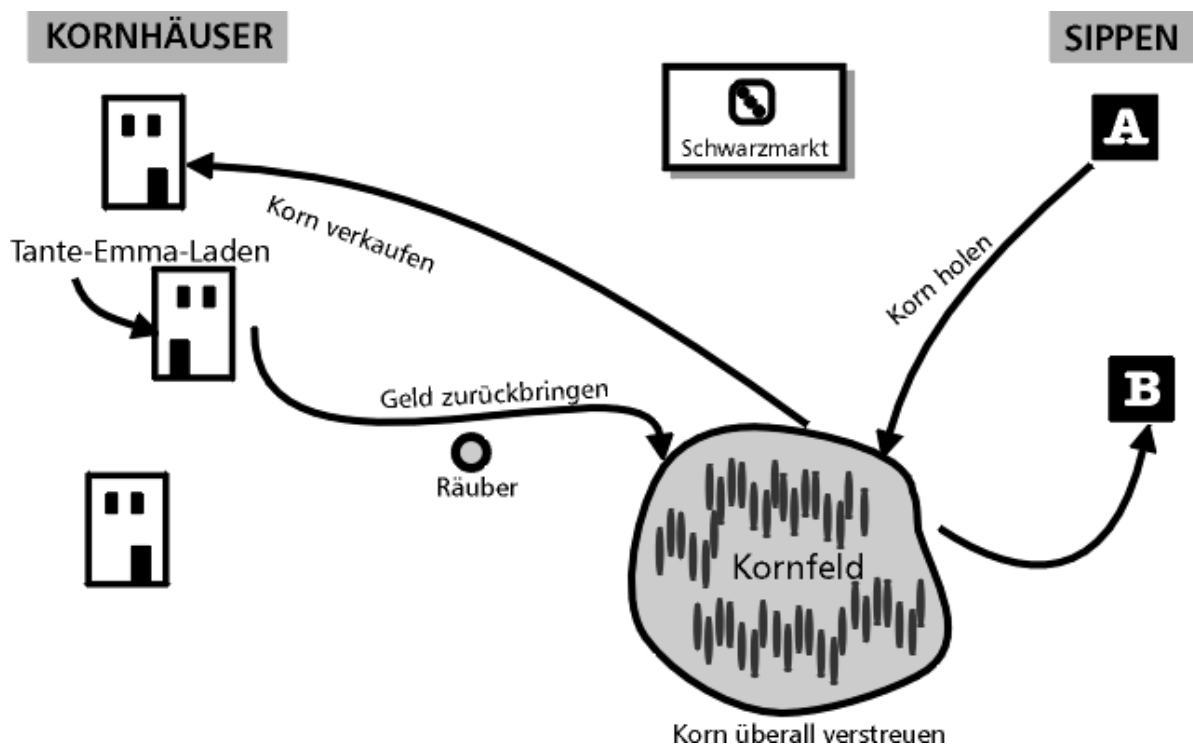 KORNHÄUSER
SIPPEN
Schwarzmarkt
A
Korn verkaufen
Korn holen
Tante-Emma-Laden
Geld zurückbringen
B
Räuber
Kornfeld
Korn überall verstreuen